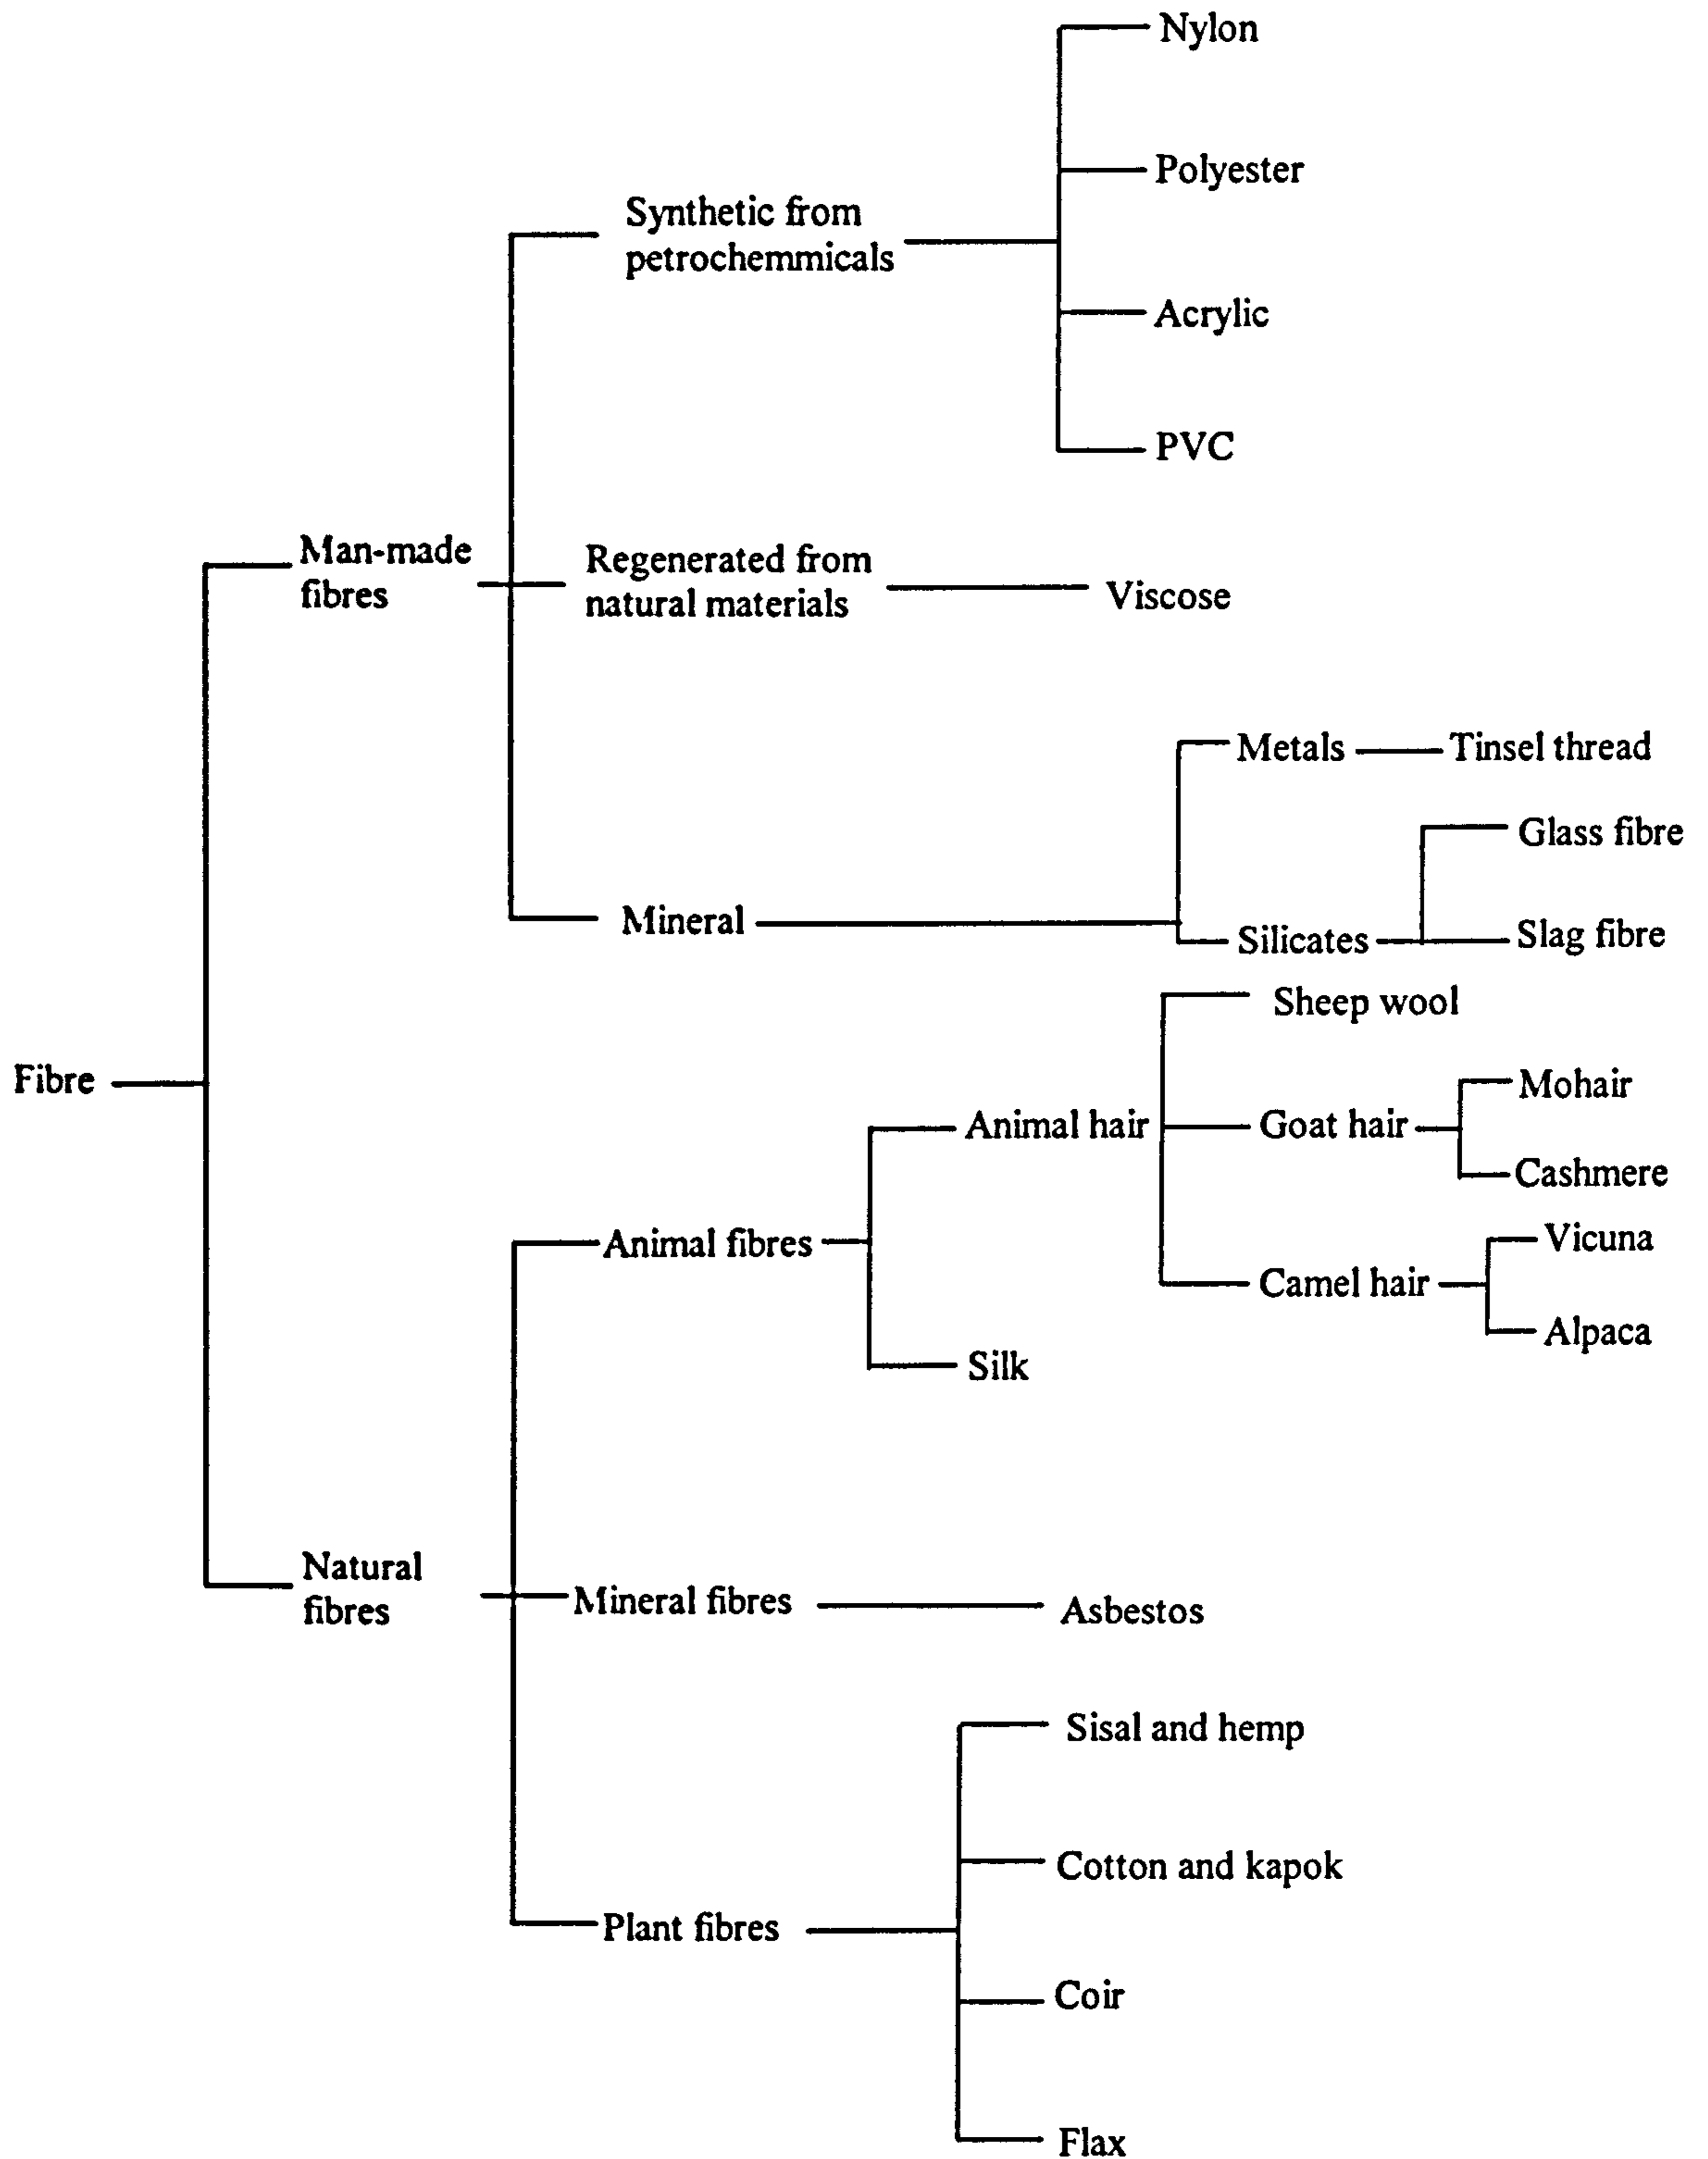 Nylon
Polyester
Synthetic from
petrochemmicals
Acrylic
PVC
Man-made
fibres
Regenerated from
natural materials
Viscose
Metals
Tinsel thread
Glass fibre
Mineral
Silicates
Slag fibre
Sheep wool
Fibre
Mohair
Animal hair
Goat hair
Cashmere
Animal fibres
Vicuna
Camel hair
Alpaca
Silk
Natural
fibres
Mineral fibres
Asbestos
Sisal and hemp
Cotton and kapok
Plant fibres
Coir
Flax